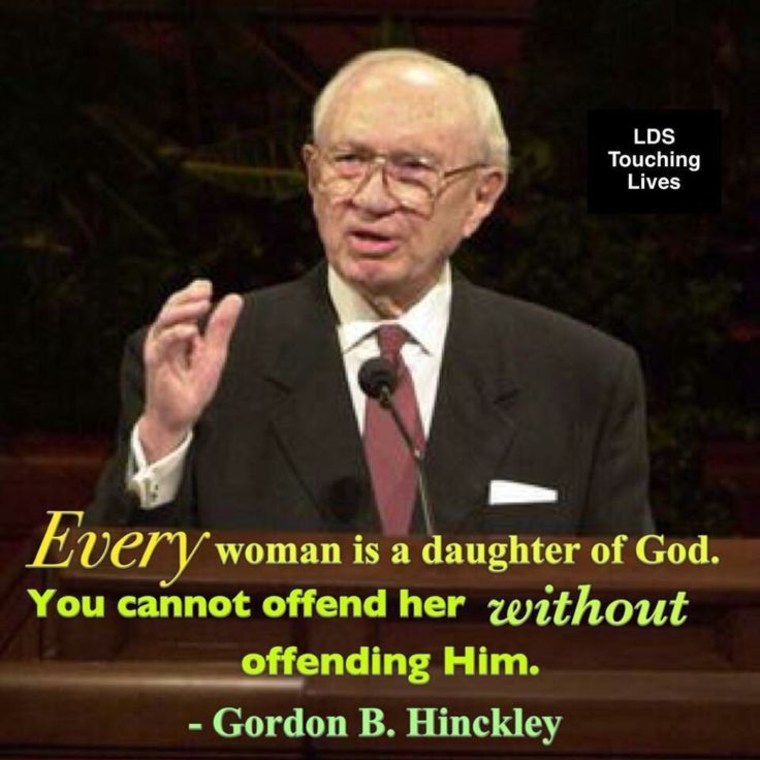 LDS
Touching
Lives
Every woman is a daughter of God.
You cannot offend her without
offending Him.
- Gordon B. Hinckley